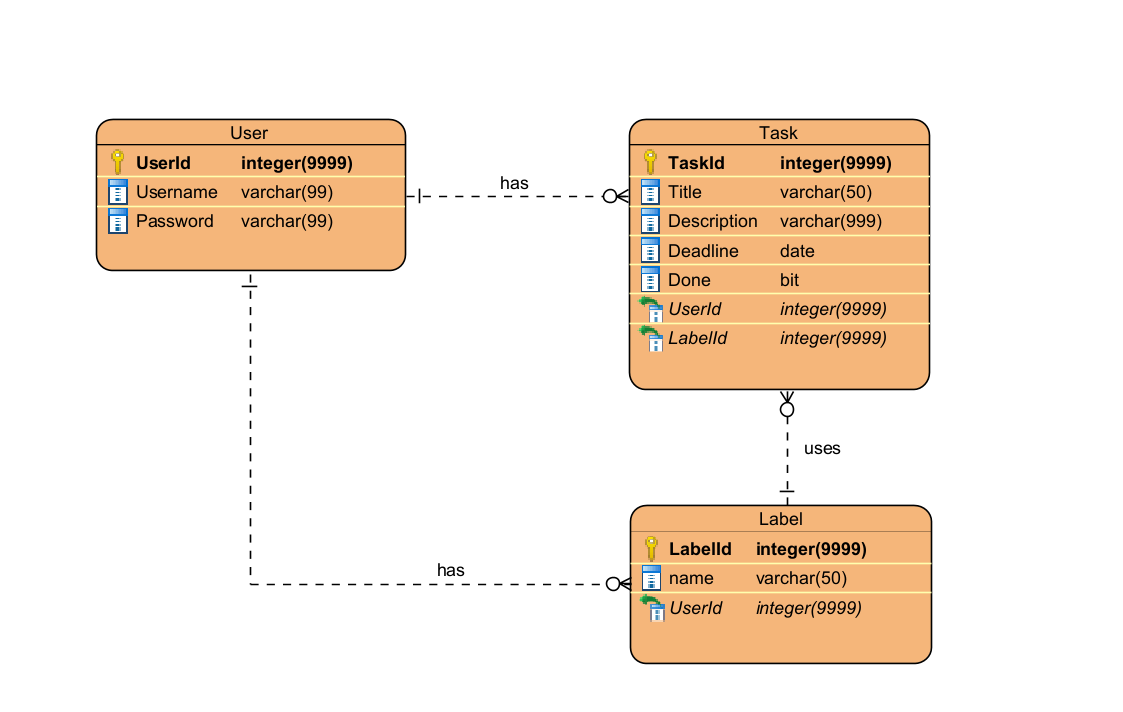 User
UserId integer(9999)
Username varchar(99)
Password varchar(99)
has
Task
TaskId integer(9999)
Title varchar(50)
Description varchar(999)
Deadline date
Done bit
UserId integer(9999)
LabelId integer(9999)
uses
has
Label
LabelId integer(9999)
name varchar(50)
UserId integer(9999)